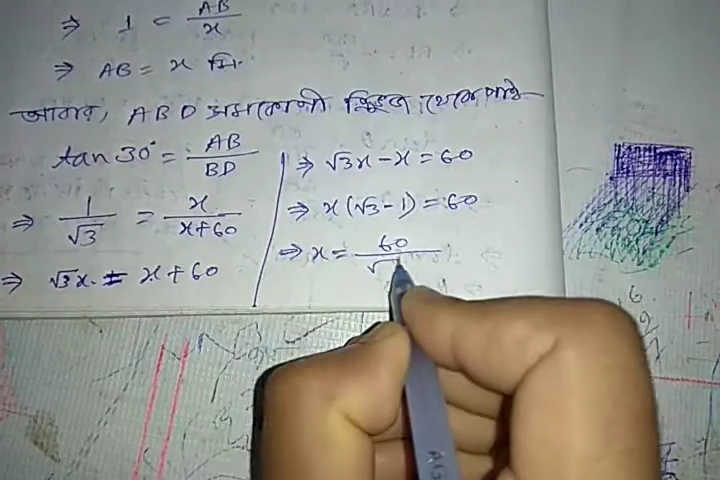 ⇒ 1 = AB/x
⇒ AB = x মি.
আবার, ABD সমকোণী ত্রিভুজ থেকে পাই
tan 30° = AB/BD
⇒ 1/√3 = x/x+60
⇒ √3x = x+60
⇒ √3x - x = 60
⇒ x(√3-1) = 60
⇒ x = 60/√